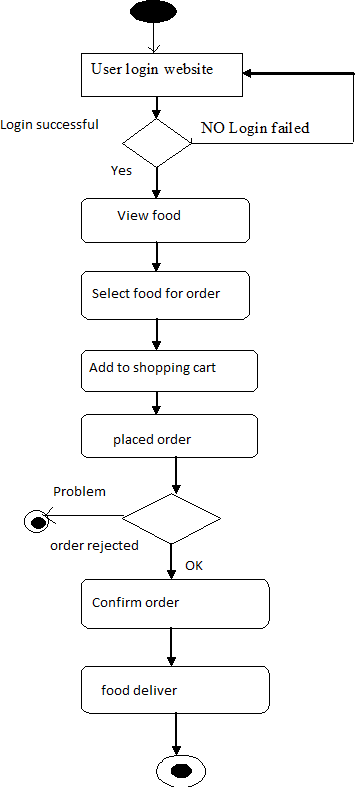 User login website
Login successful
NO Login failed
Yes
View food
Select food for order
Add to shopping cart
placed order
Problem
order rejected
OK
Confirm order
food deliver